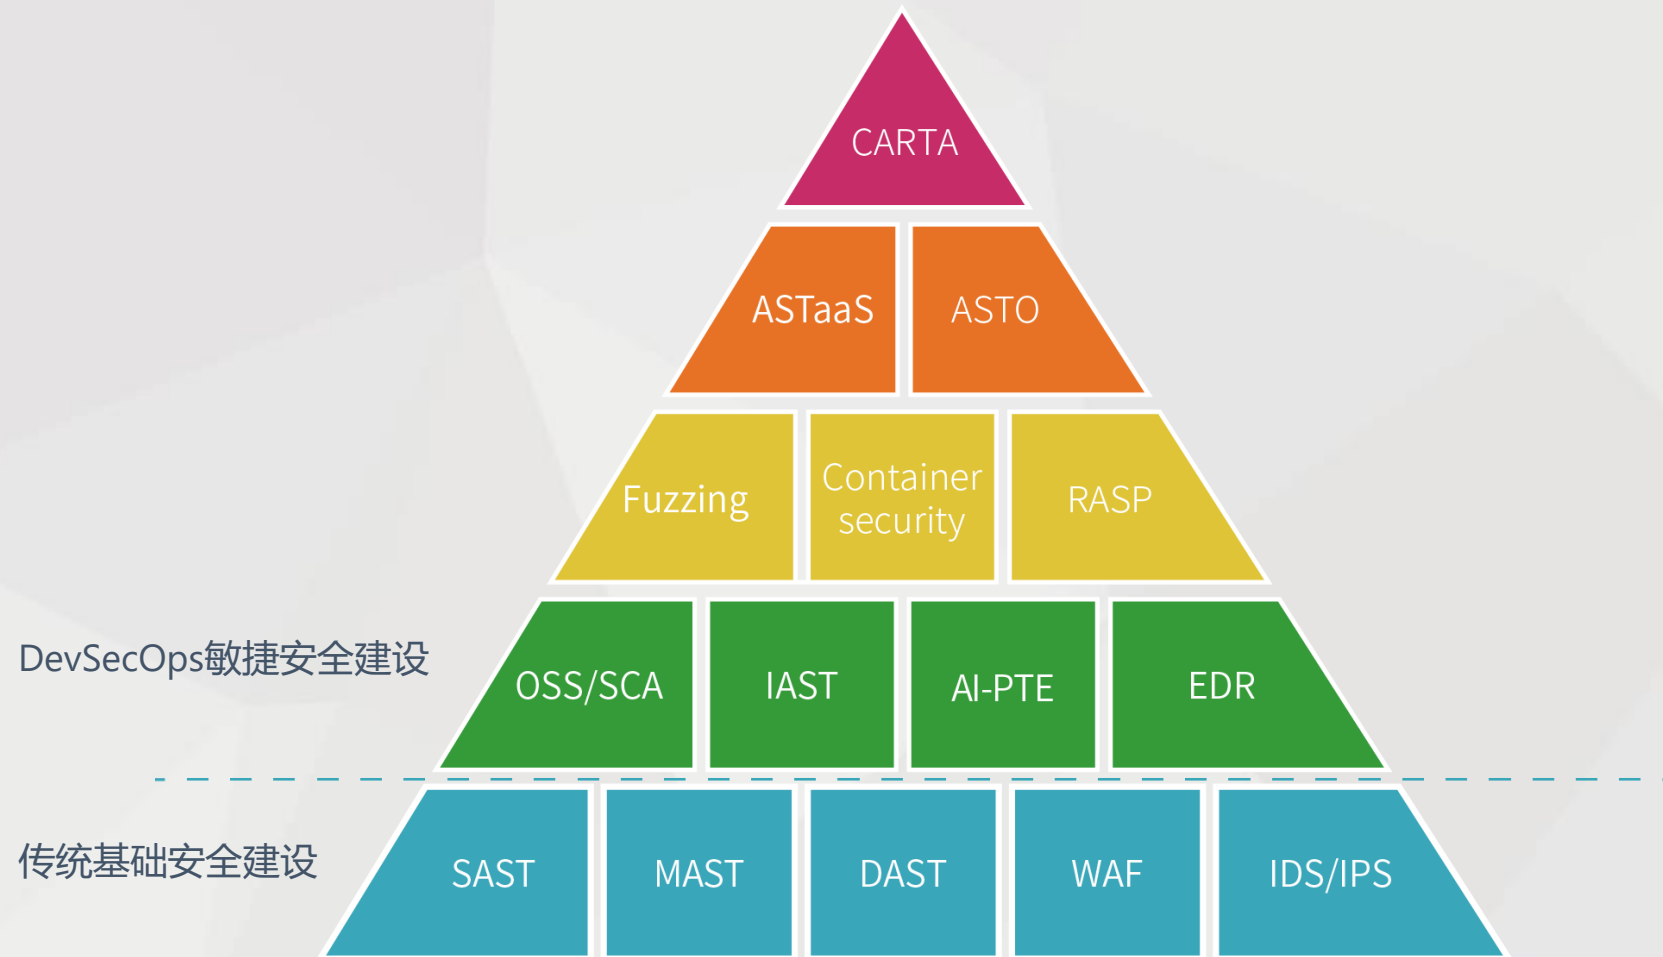 CARTA
ASTaaS
ASTO
Fuzzing
Container
security
RASP
DevSecOps敏捷安全建设
OSS/SCA
IAST
AI-PTE
EDR
传统基础安全建设
SAST
MAST
DAST
WAF
IDS/IPS